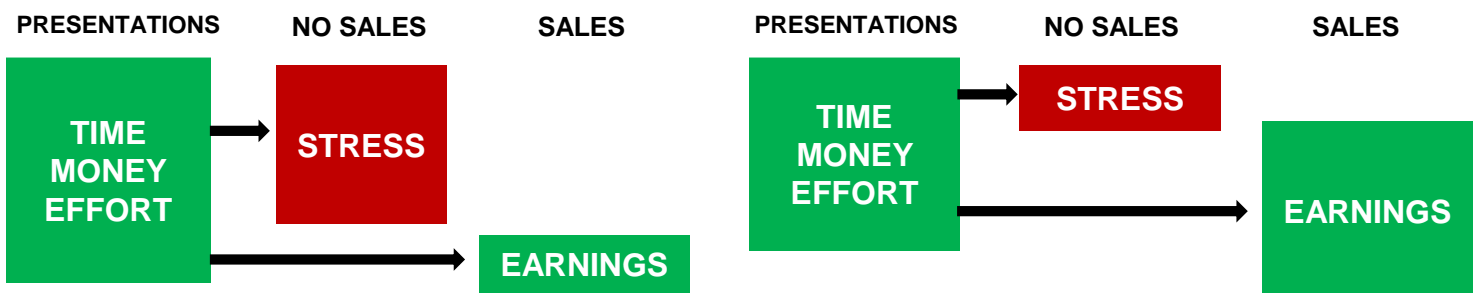 PRESENTATIONS NO SALES SALES
TIME
MONEY
EFFORT
STRESS
EARNINGS
PRESENTATIONS NO SALES SALES
TIME
MONEY
EFFORT
STRESS
EARNINGS